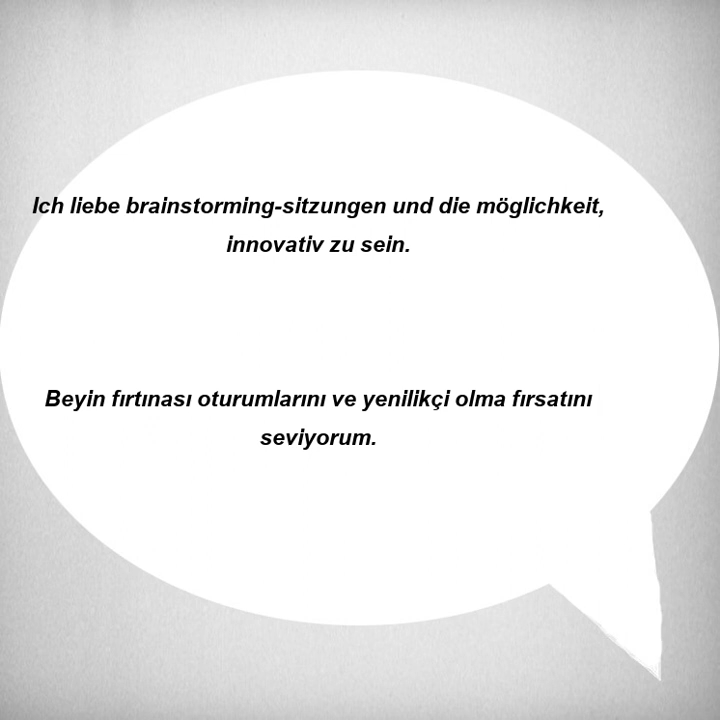 Ich liebe brainstorming-sitzungen und die möglichkeit,
innovativ zu sein.
Beyin fırtınası oturumlarını ve yenilikçi olma fırsatını
seviyorum.